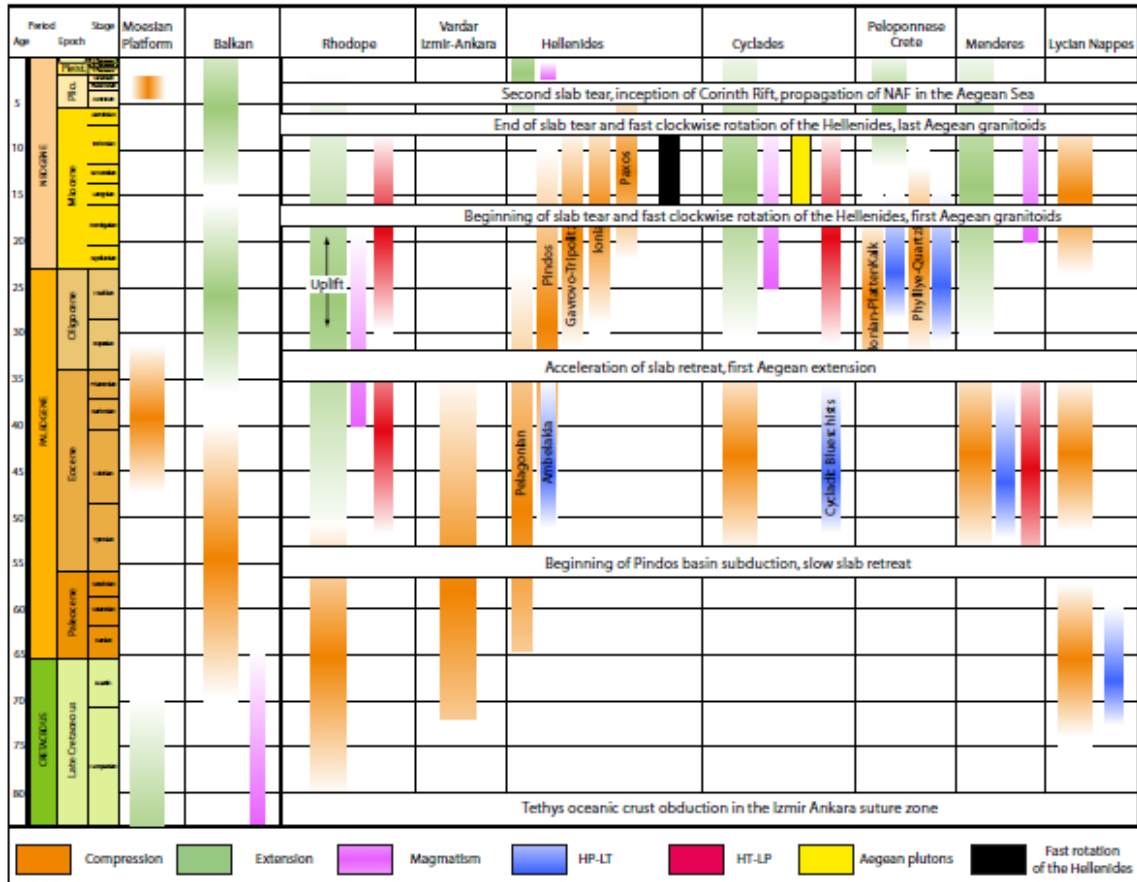 Period
Stage
Age
Epoch
Moesian
Platform
Balkan
Rhodope
Vardar
Izmir-Ankara
Hellenides
Cyclades
Peloponnese
Crete
Menderes
Lycian Nappes
Pleist.
Plio.
5
Second slab tear, inception of Corinth Rift, propagation of NAF in the Aegean Sea
End of slab tear and fast clockwise rotation of the Hellenides, last Aegean granitoids
NEOGENE
Miocene
10
Paxos
15
Beginning of slab tear and fast clockwise rotation of the Hellenides, first Aegean granitoids
20
Uplift
Pindos
Gavrovo-Tripolitz
Ionia
Ionian-PlattenKalk
Phyllye-Quartzi
25
Oligocene
30
Acceleration of slab retreat, first Aegean extension
35
PALEOGENE
Eocene
40
Pelagonian
Ambelakia
Cycladic Blueschists
45
50
55
Beginning of Pindos basin subduction, slow slab retreat
Paleocene
60
65
70
CRETACEOUS
Late Cretaceous
75
80
Tethys oceanic crust obduction in the Izmir Ankara suture zone
Compression
Extension
Magmatism
HP-LT
HT-LP
Aegean plutons
Fast rotation
of the Hellenides